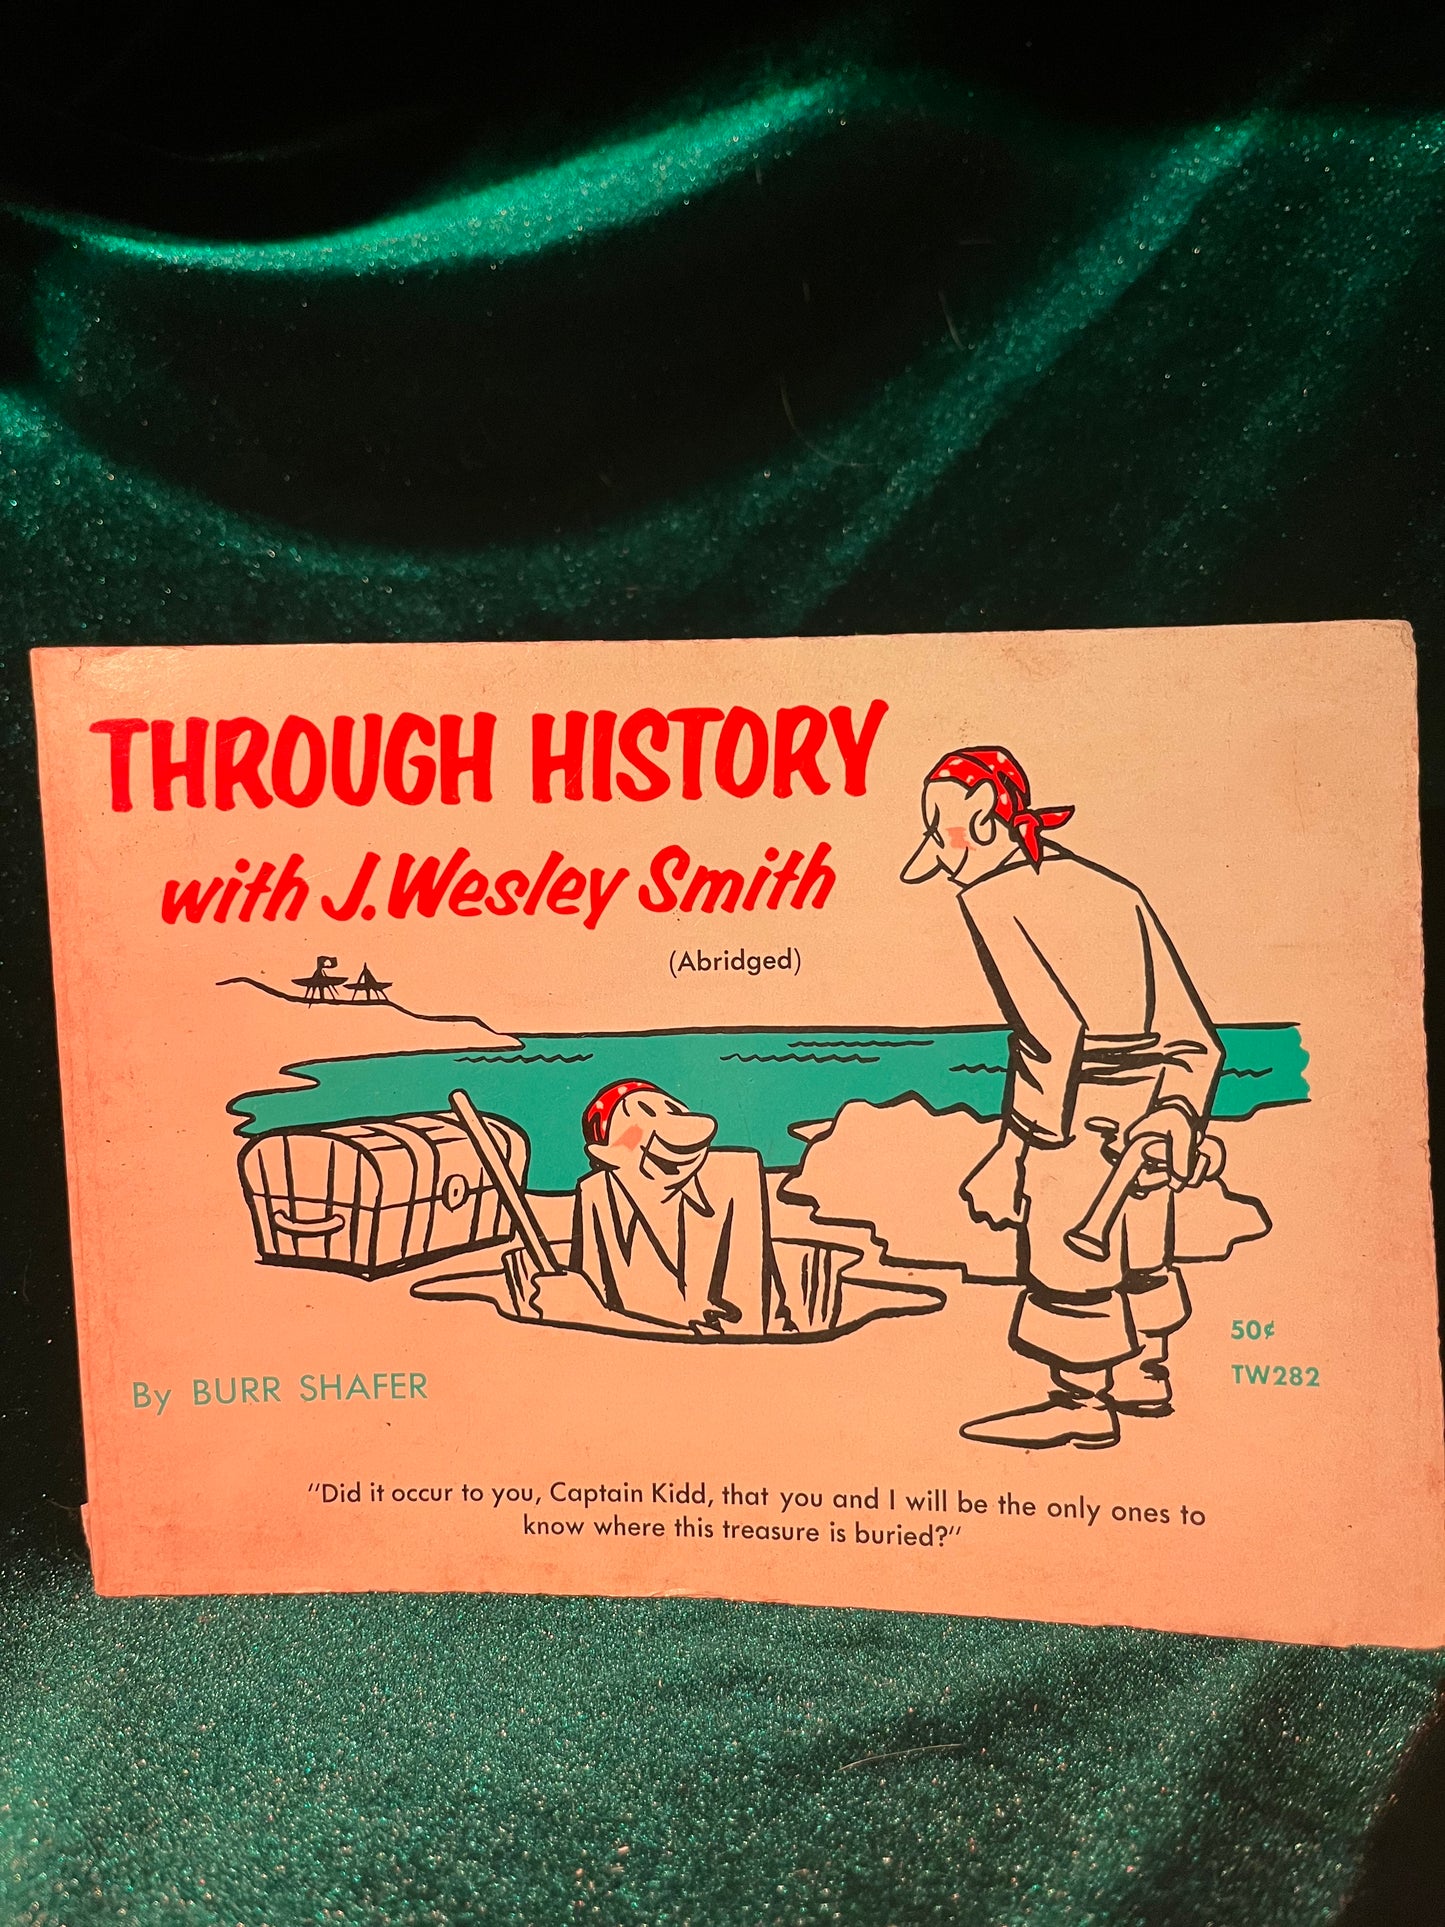 THROUGH HISTORY
with J. Wesley Smith
(Abridged)
By BURR SHAFER
50¢
TW282
"Did it occur to you, Captain Kidd, that you and I will be the only ones to
know where this treasure is buried?"